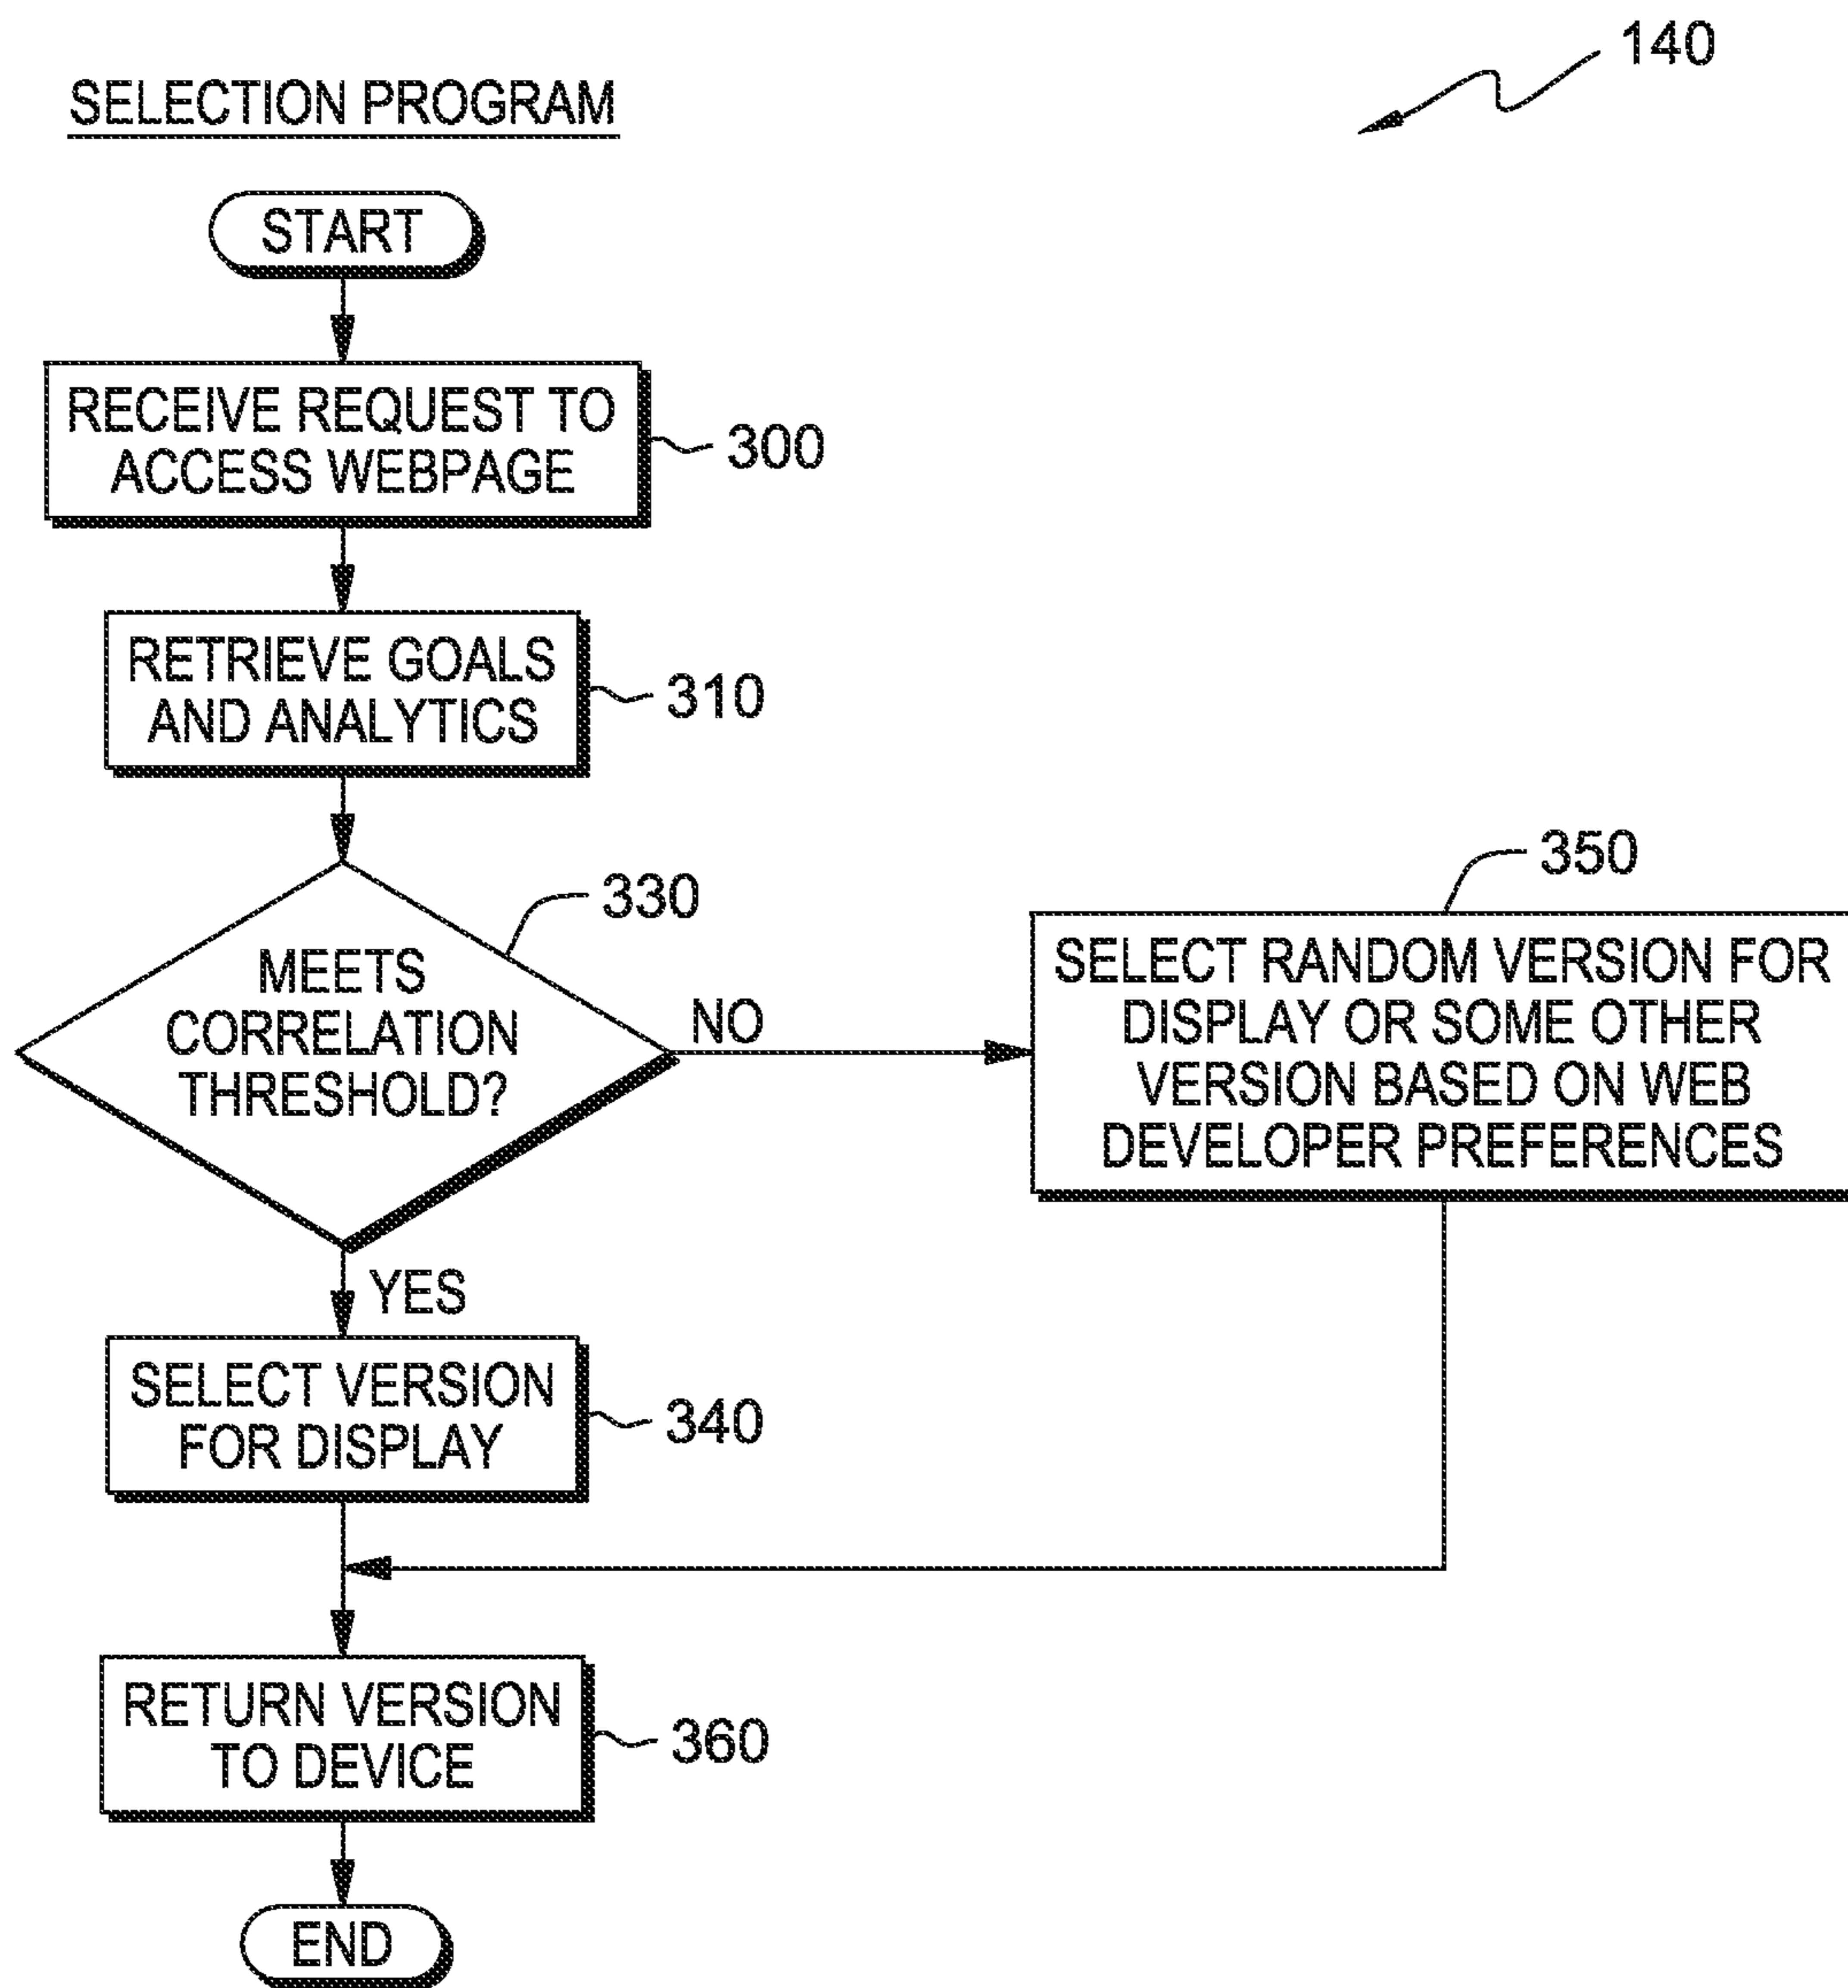 140
SELECTION PROGRAM
START
RECEIVE REQUEST TO
ACCESS WEBPAGE
300
RETRIEVE GOALS
AND ANALYTICS
310
MEETS
CORRELATION
THRESHOLD?
330
NO
350
SELECT RANDOM VERSION FOR
DISPLAY OR SOME OTHER
VERSION BASED ON WEB
DEVELOPER PREFERENCES
YES
SELECT VERSION
FOR DISPLAY
340
RETURN VERSION
TO DEVICE
360
END